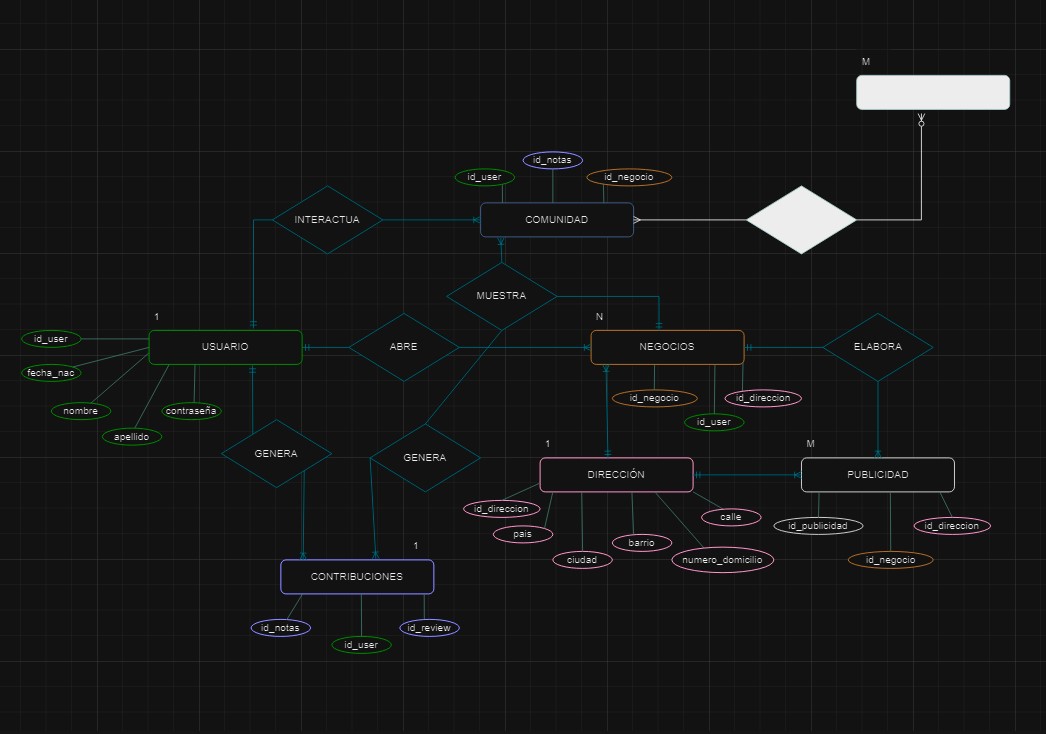 M
id_notas
id_user
id_negocio
INTERACTUA
COMUNIDAD
MUESTRA
1
N
id_user
USUARIO
ABRE
NEGOCIOS
ELABORA
fecha_nac
nombre
contraseña
apellido
id_negocio
id_direccion
id_user
GENERA
GENERA
1
M
DIRECCIÓN
PUBLICIDAD
id_direccion
pais
ciudad
barrio
numero_domicilio
calle
id_publicidad
id_direccion
id_negocio
1
CONTRIBUCIONES
id_notas
id_user
id_review